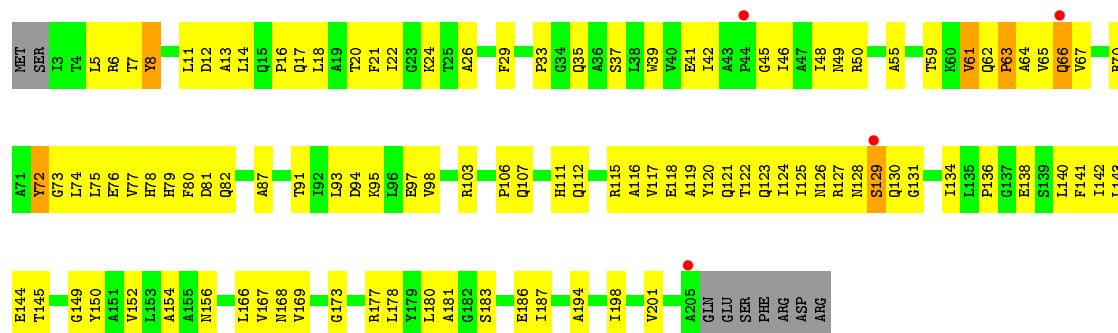 MET SER I3 T4 L5 R6 T7 Y8 L11 D12 A13 L14 Q15 P16 Q17 L18 A19 T20 F21 I22 G23 K24 T25 A26 F29 P33 G34 Q35 A36 S37 L38 W39 V40 E41 I42 A43 P44 G45 I46 A47 I48 N49 R50 A55 T59 K60 V61 Q62 P63 A64 V65 Q66 V67
A71 Y72 G73 L74 L75 E76 V77 H78 H79 F80 D81 Q82 A87 T91 I92 L93 D94 K95 L96 E97 V98 R103 P106 Q107 H111 Q112 R115 A116 V117 E118 A119 Y120 Q121 T122 Q123 I124 I125 N126 R127 N128 S129 Q130 G131 I134 L135 P136 G137 E138 S139 L140 F141 I142
E144 T145 G149 Y150 A151 V152 L153 A154 A155 N156 L166 V167 N168 V169 G173 R177 L178 Y179 L180 A181 G182 S183 E186 I187 A194 I198 V201 A205 GLN GLU SER PHE ARG ASP ARG